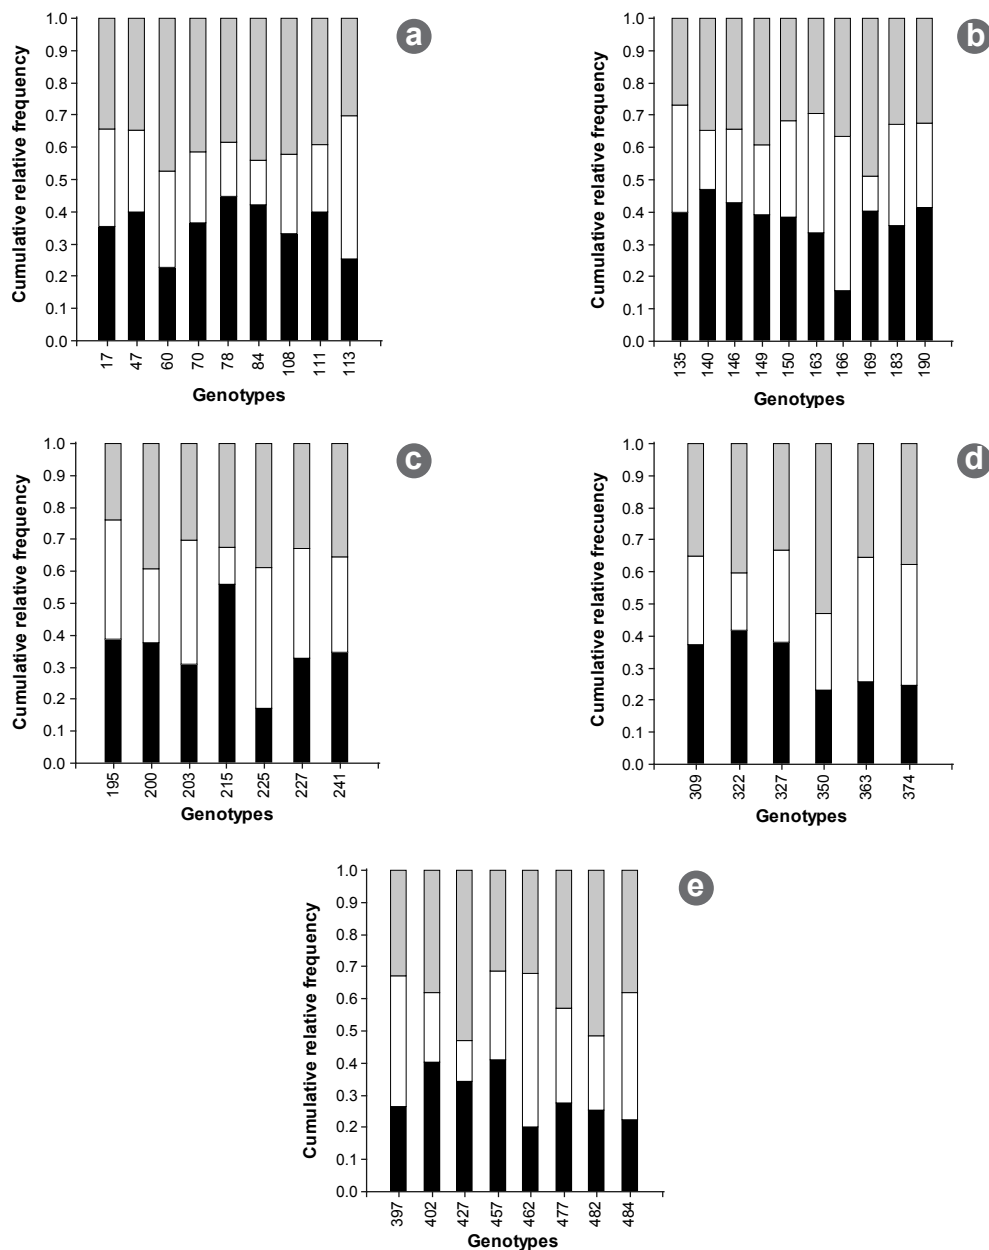 a
Cumulative relative frequency
1.0
0.9
0.8
0.7
0.6
0.5
0.4
0.3
0.2
0.1
0.0
17 47 60 70 78 84 108 111 113
Genotypes
b
Cumulative relative frequency
1.0
0.9
0.8
0.7
0.6
0.5
0.4
0.3
0.2
0.1
0.0
135 140 146 149 150 163 166 169 183 190
Genotypes
c
Cumulative relative frequency
1.0
0.9
0.8
0.7
0.6
0.5
0.4
0.3
0.2
0.1
0.0
195 200 203 215 225 227 241
Genotypes
d
Cumulative relative frecuency
1.0
0.9
0.8
0.7
0.6
0.5
0.4
0.3
0.2
0.1
0.0
309 322 327 350 363 374
Genotypes
e
Cumulative relative frequency
1.0
0.9
0.8
0.7
0.6
0.5
0.4
0.3
0.2
0.1
0.0
397 402 427 457 462 477 482 484
Genotypes